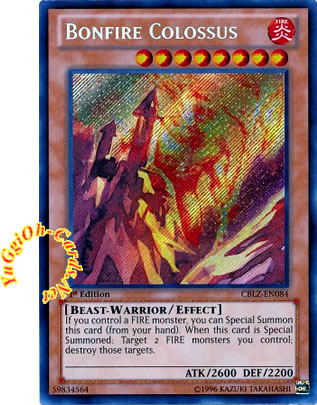 BONFIRE COLOSSUS
FIRE
炎
YuGiOh-Cards.Net
1st Edition
CBLZ-EN084
[BEAST-WARRIOR/EFFECT]
If you control a FIRE monster, you can Special Summon
this card (from your hand). When this card is Special
Summoned: Target 2 FIRE monsters you control;
destroy those targets.
ATK/2600 DEF/2200
59834564
©1996 KAZUKI TAKAHASHI